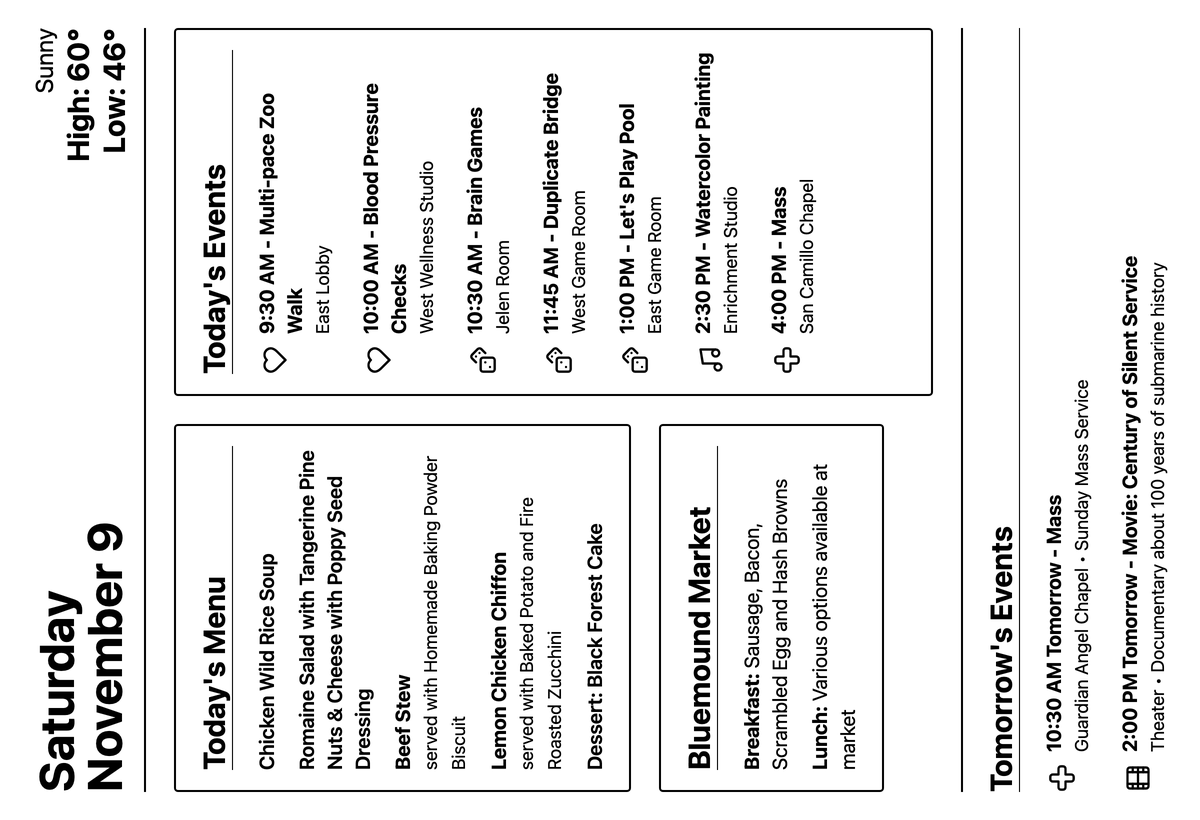 Saturday
November 9
Sunny
High: 60°
Low: 46°
Today's Menu
Chicken Wild Rice Soup
Romaine Salad with Tangerine Pine
Nuts & Cheese with Poppy Seed
Dressing
Beef Stew
served with Homemade Baking Powder
Biscuit
Lemon Chicken Chiffon
served with Baked Potato and Fire
Roasted Zucchini
Dessert: Black Forest Cake
Bluemound Market
Breakfast: Sausage, Bacon,
Scrambled Egg and Hash Browns
Lunch: Various options available at
market
Today's Events
9:30 AM - Multi-pace Zoo
Walk
East Lobby
10:00 AM - Blood Pressure
Checks
West Wellness Studio
10:30 AM - Brain Games
Jelen Room
11:45 AM - Duplicate Bridge
West Game Room
1:00 PM - Let's Play Pool
East Game Room
2:30 PM - Watercolor Painting
Enrichment Studio
4:00 PM - Mass
San Camillo Chapel
Tomorrow's Events
10:30 AM Tomorrow - Mass
Guardian Angel Chapel • Sunday Mass Service
2:00 PM Tomorrow - Movie: Century of Silent Service
Theater • Documentary about 100 years of submarine history